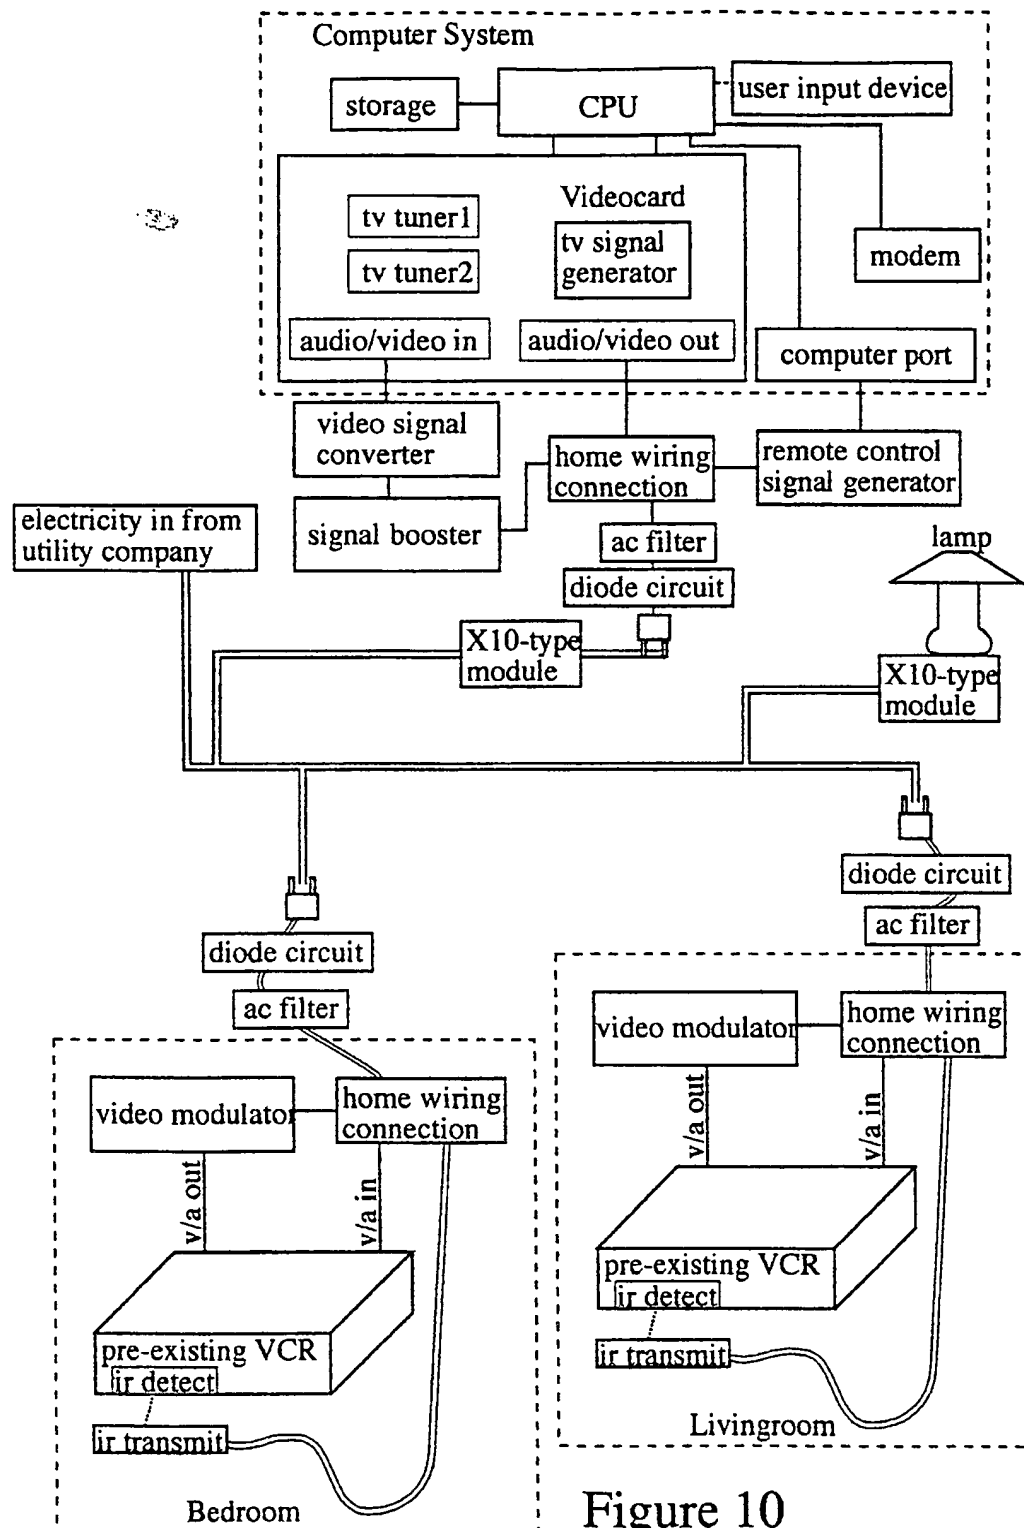 Computer System
storage
CPU
user input device
Videocard
tv tuner1
tv signal
generator
tv tuner2
modem
audio/video in
audio/video out
computer port
video signal
converter
home wiring
connection
remote control
signal generator
signal booster
electricity in from
utility company
ac filter
lamp
diode circuit
X10-type
module
X10-type
module
diode circuit
ac filter
diode circuit
ac filter
video modulator
home wiring
connection
v/a out
v/a in
pre-existing VCR
ir detect
ir transmit
Livingroom
video modulator
home wiring
connection
v/a out
v/a in
pre-existing VCR
ir detect
ir transmit
Bedroom
Figure 10